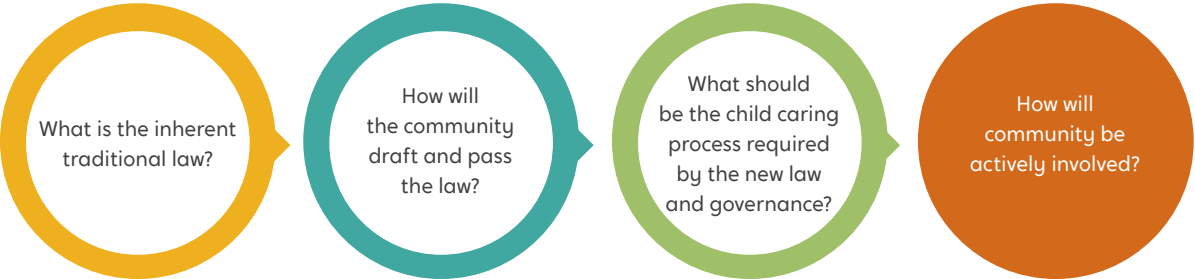 What is the inherent
traditional law?
How will
the community
draft and pass
the law?
What should
be the child caring
process required
by the new law
and governance?
How will
community be
actively involved?